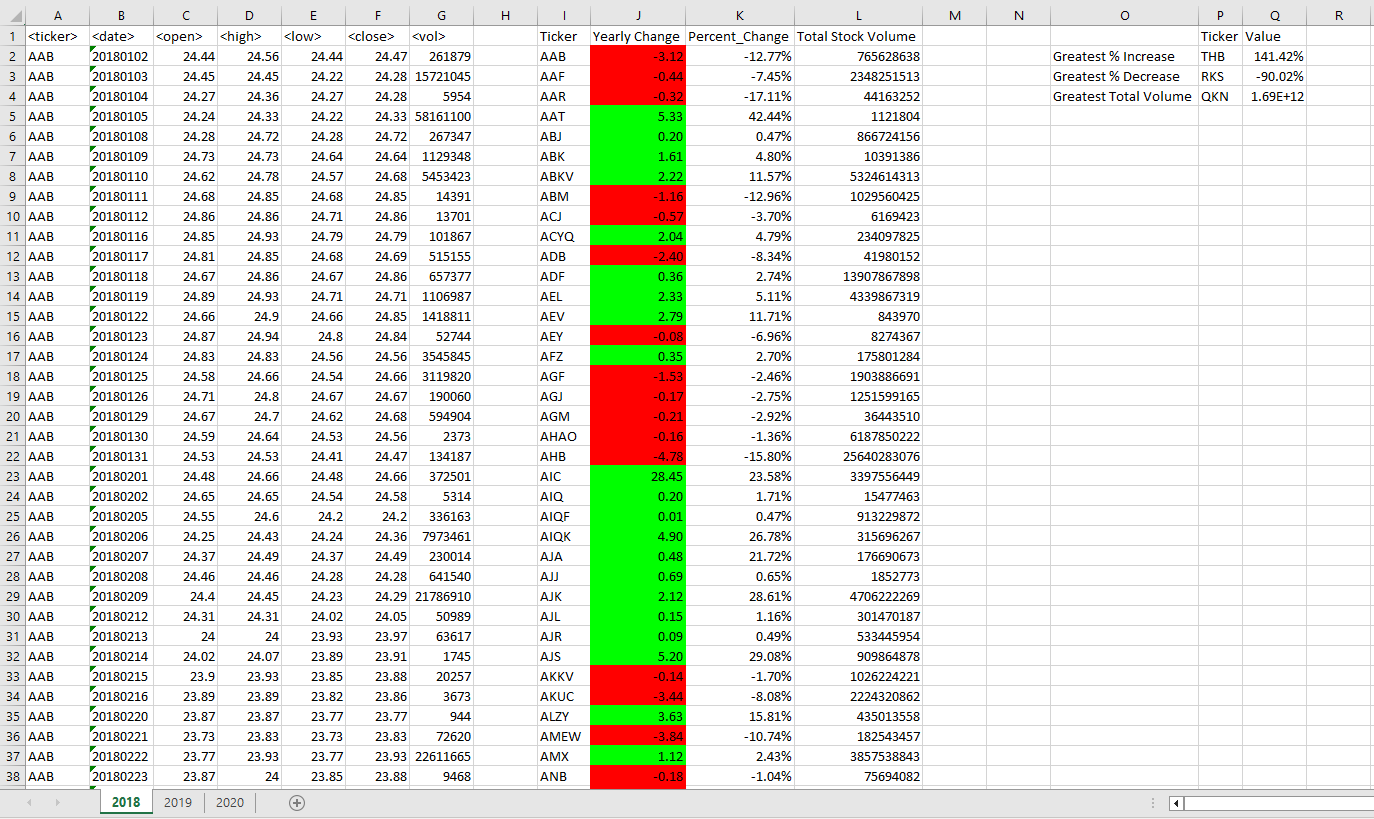 A B C D E F G H I J K L M N O P Q R
1 <ticker> <date> <open> <high> <low> <close> <vol> Ticker Yearly Change Percent_Change Total Stock Volume Ticker Value
2 AAB 20180102 24.44 24.56 24.44 24.47 261879 AAB -3.12 -12.77% 765628638 Greatest % Increase THB 141.42%
3 AAB 20180103 24.45 24.45 24.22 24.28 15721045 AAF -0.44 -7.45% 2348251513 Greatest % Decrease RKS -90.02%
4 AAB 20180104 24.27 24.36 24.27 24.28 5954 AAR -0.32 -17.11% 44163252 Greatest Total Volume QKN 1.69E+12
5 AAB 20180105 24.24 24.33 24.22 24.33 58161100 AAT 5.33 42.44% 1121804
6 AAB 20180108 24.28 24.72 24.28 24.72 267347 ABJ 0.20 0.47% 866724156
7 AAB 20180109 24.73 24.73 24.64 24.64 1129348 ABK 1.61 4.80% 10391386
8 AAB 20180110 24.62 24.78 24.57 24.68 5453423 ABKV 2.22 11.57% 5324614313
9 AAB 20180111 24.68 24.85 24.68 24.85 14391 ABM -1.16 -12.96% 1029560425
10 AAB 20180112 24.86 24.86 24.71 24.86 13701 ACJ -0.57 -3.70% 6169423
11 AAB 20180116 24.85 24.93 24.79 24.79 101867 ACYQ 2.04 4.79% 234097825
12 AAB 20180117 24.81 24.85 24.68 24.69 515155 ADB -2.40 -8.34% 41980152
13 AAB 20180118 24.67 24.86 24.67 24.86 657377 ADF 0.36 2.74% 13907867898
14 AAB 20180119 24.89 24.93 24.71 24.71 1106987 AEL 2.33 5.11% 4339867319
15 AAB 20180122 24.66 24.9 24.66 24.85 1418811 AEV 2.79 11.71% 843970
16 AAB 20180123 24.87 24.94 24.8 24.84 52744 AEY -0.08 -6.96% 8274367
17 AAB 20180124 24.83 24.83 24.56 24.56 3545845 AFZ 0.35 2.70% 175801284
18 AAB 20180125 24.58 24.66 24.54 24.66 3119820 AGF -1.53 -2.46% 1903886691
19 AAB 20180126 24.71 24.8 24.67 24.67 190060 AGJ -0.17 -2.75% 1251599165
20 AAB 20180129 24.67 24.7 24.62 24.68 594904 AGM -0.21 -2.92% 36443510
21 AAB 20180130 24.59 24.64 24.53 24.56 2373 AHAO -0.16 -1.36% 6187850222
22 AAB 20180131 24.53 24.53 24.41 24.47 134187 AHB -4.78 -15.80% 25640283076
23 AAB 20180201 24.48 24.66 24.48 24.66 372501 AIC 28.45 23.58% 3397556449
24 AAB 20180202 24.65 24.65 24.54 24.58 5314 AIQ 0.20 1.71% 15477463
25 AAB 20180205 24.55 24.6 24.2 24.2 336163 AIQF 0.01 0.47% 913229872
26 AAB 20180206 24.25 24.43 24.24 24.36 7973461 AIQK 4.90 26.78% 315696267
27 AAB 20180207 24.37 24.49 24.37 24.49 230014 AJA 0.48 21.72% 176690673
28 AAB 20180208 24.46 24.46 24.28 24.28 641540 AJJ 0.69 0.65% 1852773
29 AAB 20180209 24.4 24.45 24.23 24.29 21786910 AJK 2.12 28.61% 4706222269
30 AAB 20180212 24.31 24.31 24.02 24.05 50989 AJL 0.15 1.16% 301470187
31 AAB 20180213 24 24 23.93 23.97 63617 AJR 0.09 0.49% 533445954
32 AAB 20180214 24.02 24.07 23.89 23.91 1745 AJS 5.20 29.08% 909864878
33 AAB 20180215 23.9 23.93 23.85 23.88 20257 AKKV -0.14 -1.70% 1026224221
34 AAB 20180216 23.89 23.89 23.82 23.86 3673 AKUC -3.44 -8.08% 2224320862
35 AAB 20180220 23.87 23.87 23.77 23.77 944 ALZY 3.63 15.81% 435013558
36 AAB 20180221 23.73 23.83 23.73 23.83 72620 AMEW -3.84 -10.74% 182543457
37 AAB 20180222 23.77 23.93 23.77 23.93 22611665 AMX 1.12 2.43% 3857538843
38 AAB 20180223 23.87 24 23.85 23.88 9468 ANB -0.18 -1.04% 75694082
2018 2019 2020